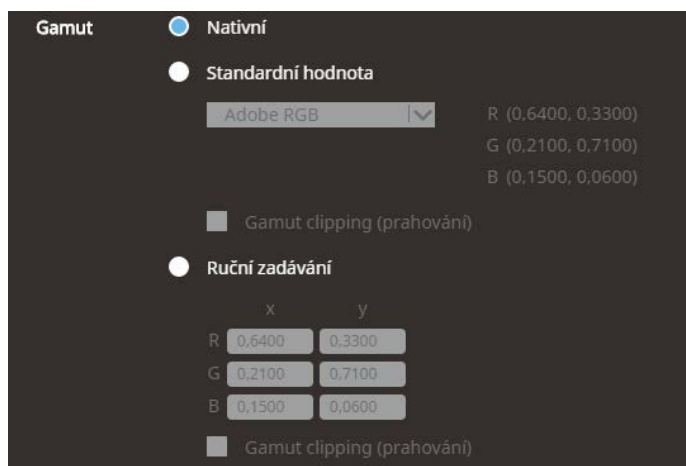 Gamut Nativní
Standardní hodnota
Adobe RGB R (0,6400, 0,3300)
G (0,2100, 0,7100)
B (0,1500, 0,0600)
Gamut clipping (prahování)
Ruční zadávání
x y
R 0,6400 0,3300
G 0,2100 0,7100
B 0,1500 0,0600
Gamut clipping (prahování)